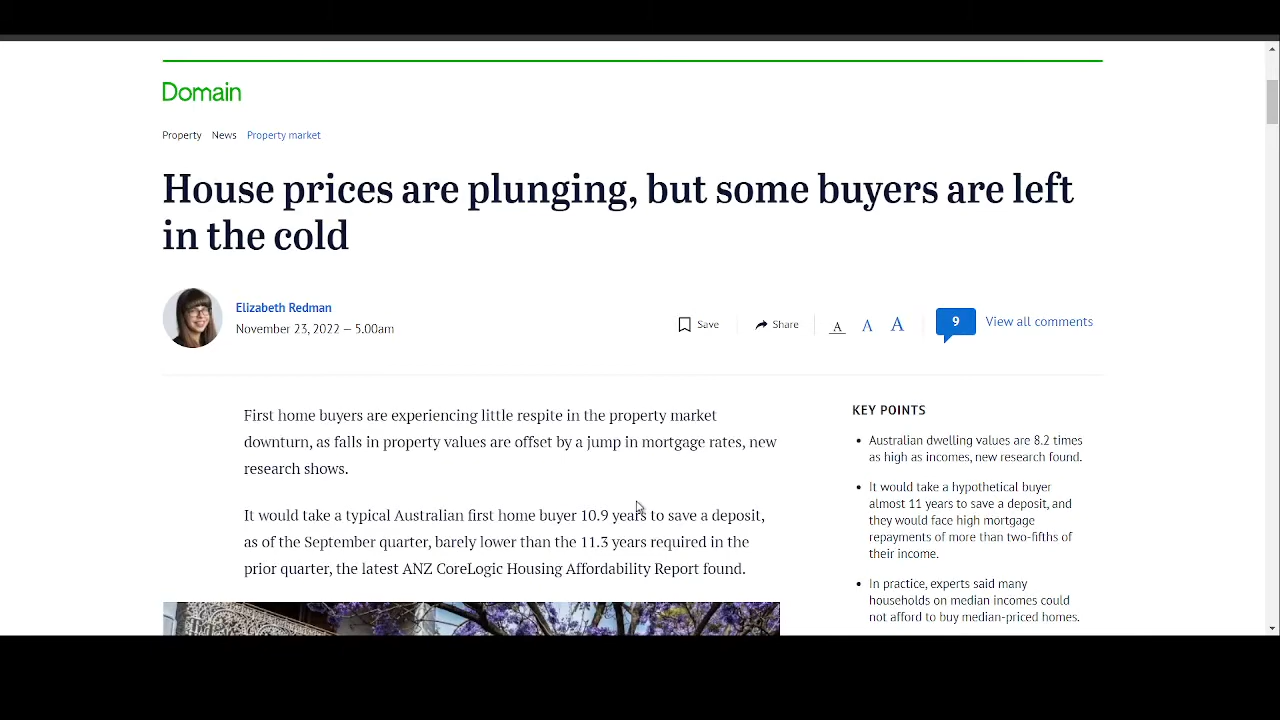 Domain
Property News Property market
House prices are plunging, but some buyers are left
in the cold
Elizabeth Redman
November 23, 2022 — 5.00am
Save
Share
A A A
9
View all comments
First home buyers are experiencing little respite in the property market
downturn, as falls in property values are offset by a jump in mortgage rates, new
research shows.
It would take a typical Australian first home buyer 10.9 years to save a deposit,
as of the September quarter, barely lower than the 11.3 years required in the
prior quarter, the latest ANZ CoreLogic Housing Affordability Report found.
KEY POINTS
• Australian dwelling values are 8.2 times
as high as incomes, new research found.
• It would take a hypothetical buyer
almost 11 years to save a deposit, and
they would face high mortgage
repayments of more than two-fifths of
their income.
• In practice, experts said many
households on median incomes could
not afford to buy median-priced homes.